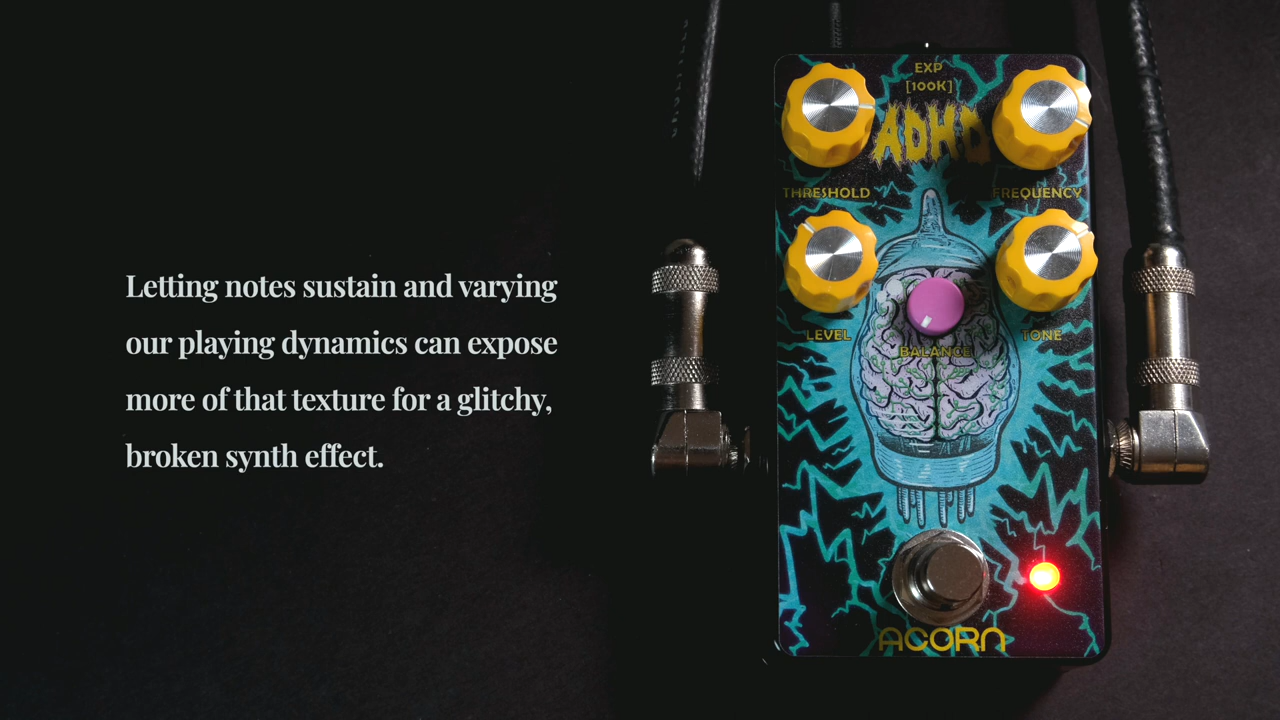 Letting notes sustain and varying
our playing dynamics can expose
more of that texture for a glitchy,
broken synth effect.
EXP
[100K]
ADHD
THRESHOLD
FREQUENCY
LEVEL
TONE
BALANCE
ACORN